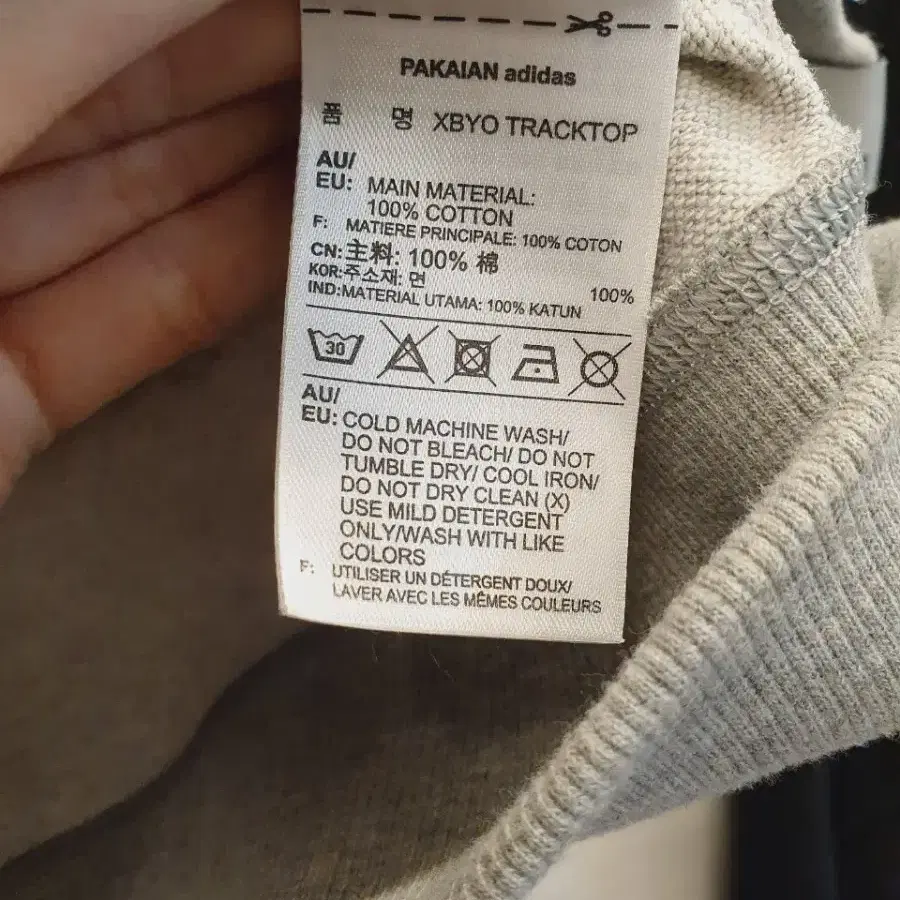 PAKAIAN adidas
품 명 XBYO TRACKTOP
AU/
EU: MAIN MATERIAL:
100% COTTON
F: MATIERE PRINCIPALE: 100% COTON
CN:主料: 100% 棉
KOR:주소재: 면 100%
IND:MATERIAL UTAMA: 100% KATUN
30
AU/
EU: COLD MACHINE WASH/
DO NOT BLEACH/ DO NOT
TUMBLE DRY/ COOL IRON/
DO NOT DRY CLEAN (X)
USE MILD DETERGENT
ONLY/WASH WITH LIKE
COLORS
F: UTILISER UN DÉTERGENT DOUX/
LAVER AVEC LES MÊMES COULEURS